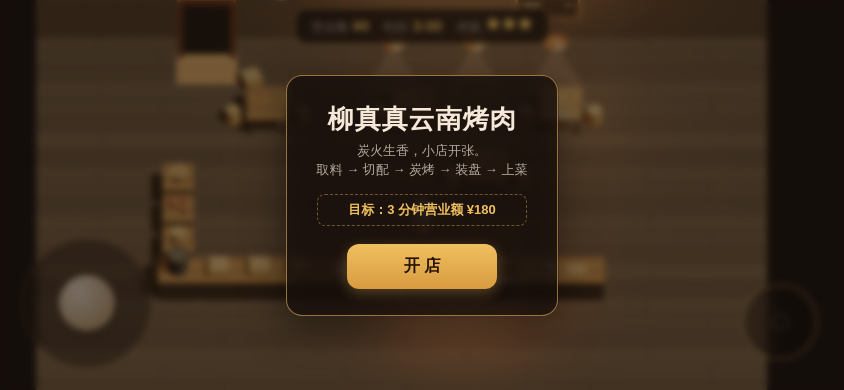 柳真真云南烤肉
炭火生香，小店开张。
取料 → 切配 → 炭烤 → 装盘 → 上菜
目标：3 分钟营业额 ¥180
开 店